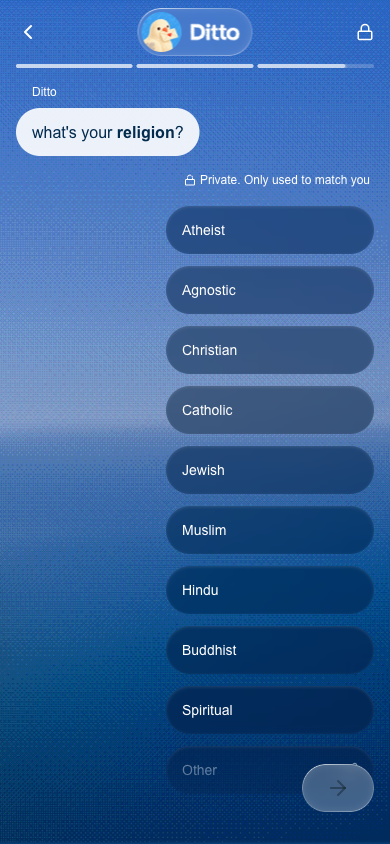 Ditto
Ditto
what's your religion?
Private. Only used to match you
Atheist
Agnostic
Christian
Catholic
Jewish
Muslim
Hindu
Buddhist
Spiritual
Other